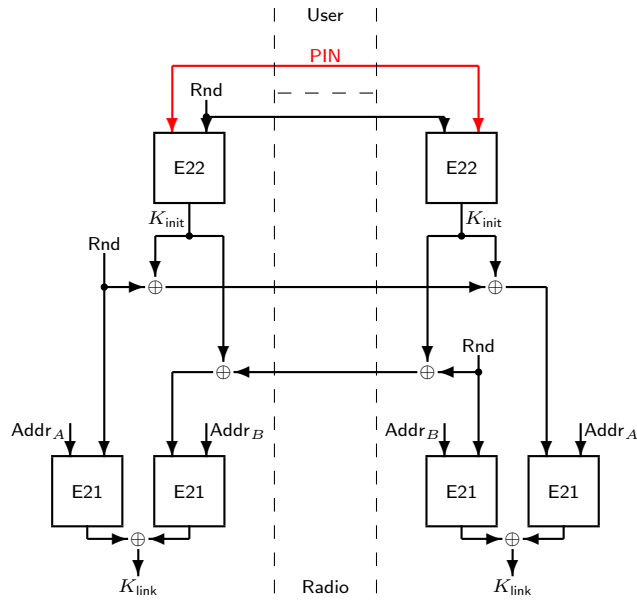 User
PIN
Rnd
E22 E22
K_init K_init
Rnd
⊕ ⊕
Rnd
⊕ ⊕
Addr_A Addr_B Addr_B Addr_A
E21 E21 E21 E21
⊕ ⊕
K_link Radio K_link